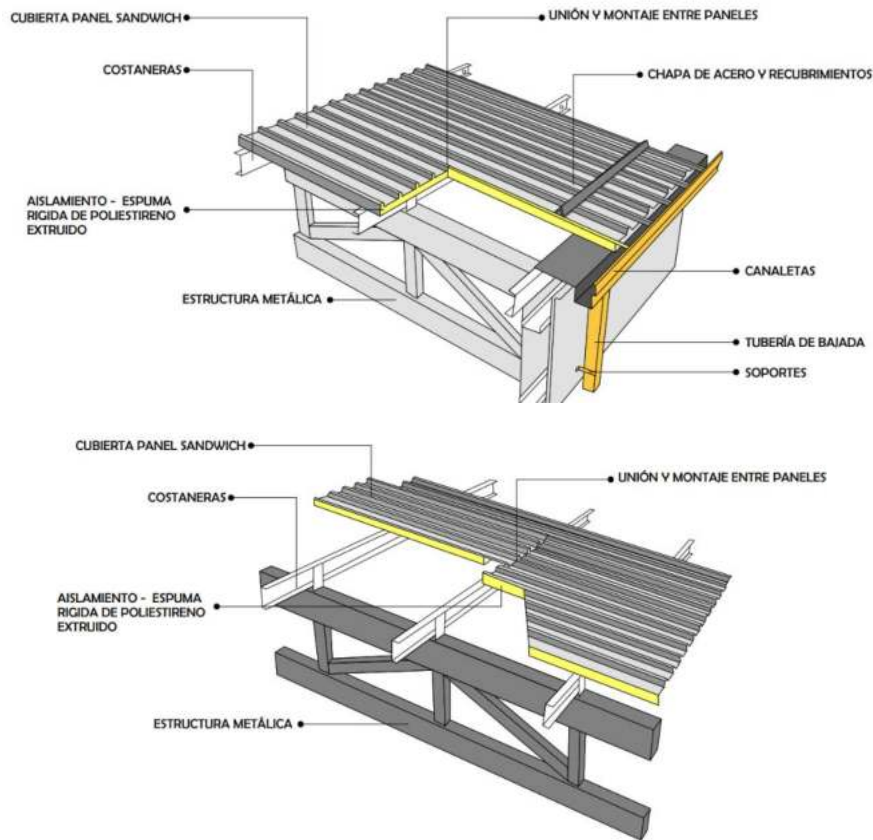 CUBIERTA PANEL SANDWICH
UNIÓN Y MONTAJE ENTRE PANELES
COSTANERAS
CHAPA DE ACERO Y RECUBRIMIENTOS
AISLAMIENTO - ESPUMA
RIGIDA DE POLIESTIRENO
EXTRUIDO
CANALETAS
ESTRUCTURA METÁLICA
TUBERÍA DE BAJADA
SOPORTES
CUBIERTA PANEL SANDWICH
UNIÓN Y MONTAJE ENTRE PANELES
COSTANERAS
AISLAMIENTO - ESPUMA
RIGIDA DE POLIESTIRENO
EXTRUIDO
ESTRUCTURA METÁLICA